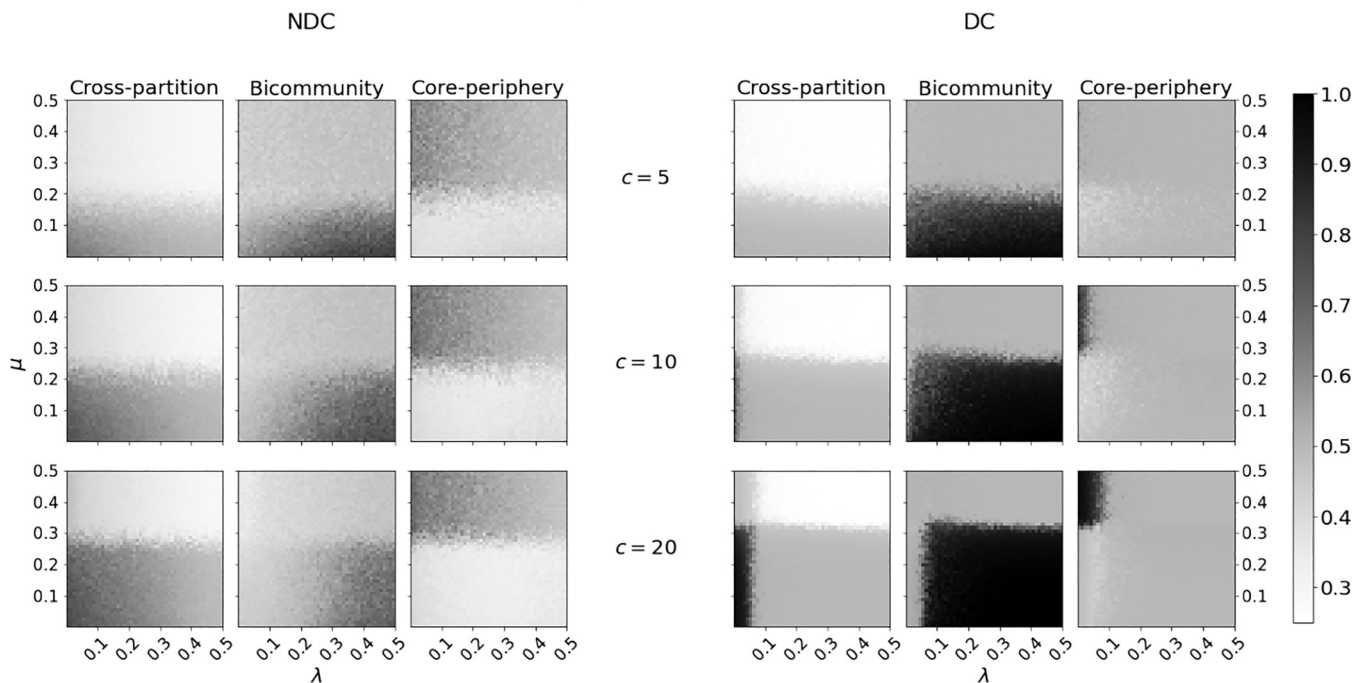 NDC DC
Cross-partition Bicommunity Core-periphery Cross-partition Bicommunity Core-periphery
0.5 0.5 1.0
0.4 0.4
0.3 0.3
0.2 c = 5 0.2 0.9
0.1 0.1
0.8
0.5 0.5
0.4 0.4 0.7
0.3 0.3
μ c = 10
0.2 0.2 0.6
0.1 0.1
0.5 0.5 0.5
0.4 0.4
0.3 0.3 0.4
c = 20
0.2 0.2
0.1 0.1 0.3
0.1 0.2 0.3 0.4 0.5 0.1 0.2 0.3 0.4 0.5 0.1 0.2 0.3 0.4 0.5 0.1 0.2 0.3 0.4 0.5 0.1 0.2 0.3 0.4 0.5 0.1 0.2 0.3 0.4 0.5
λ λ